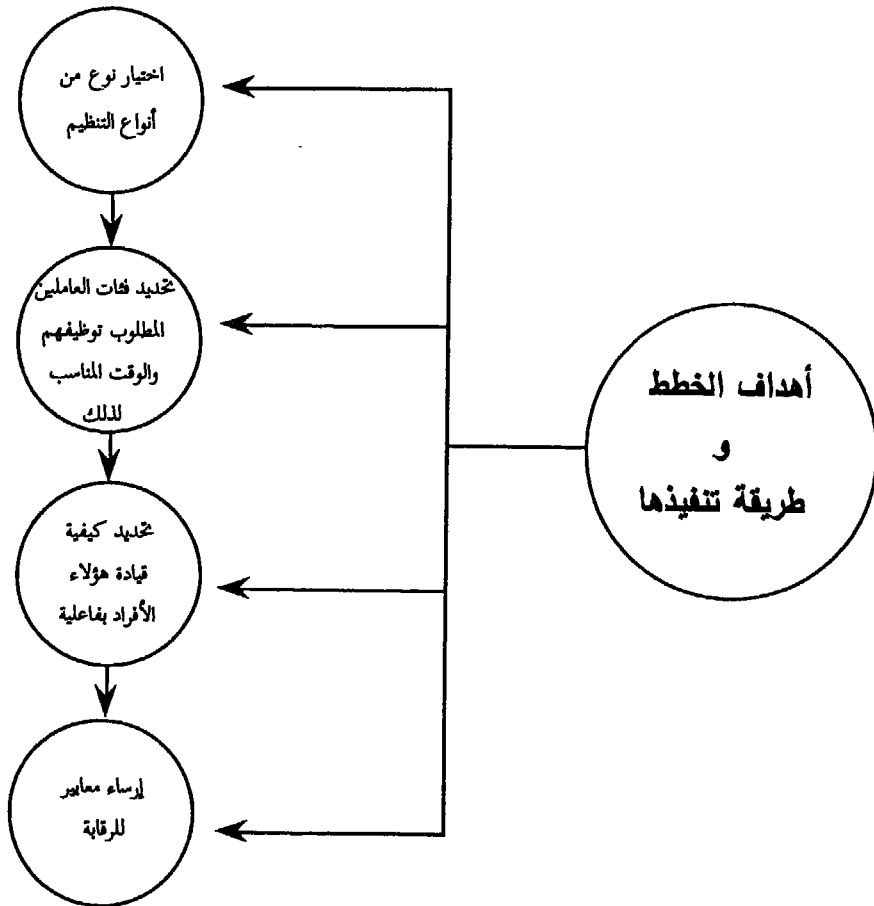 أهداف الخطط
و
طريقة تنفيذها
اختيار نوع من
أنواع التنظيم
تحديد فئات العاملين
المطلوب توظيفهم
والوقت المناسب
لذلك
تحديد كيفية
قيادة هؤلاء
الأفراد بفاعلية
إرساء معايير
للرقابة